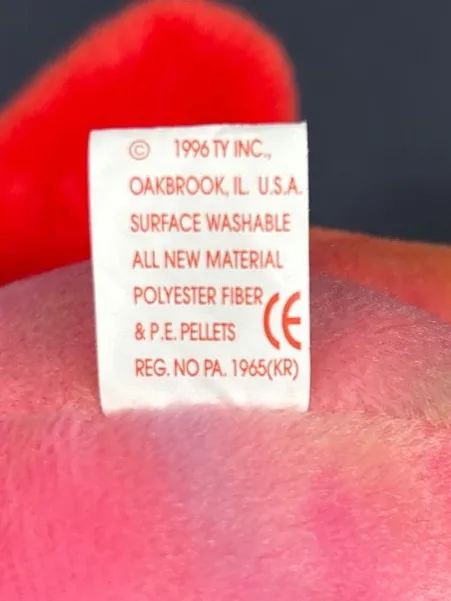 © 1996 TY INC.,
OAKBROOK, IL. U.S.A.
SURFACE WASHABLE
ALL NEW MATERIAL
POLYESTER FIBER
& P.E. PELLETS CE
REG. NO PA. 1965(KR)